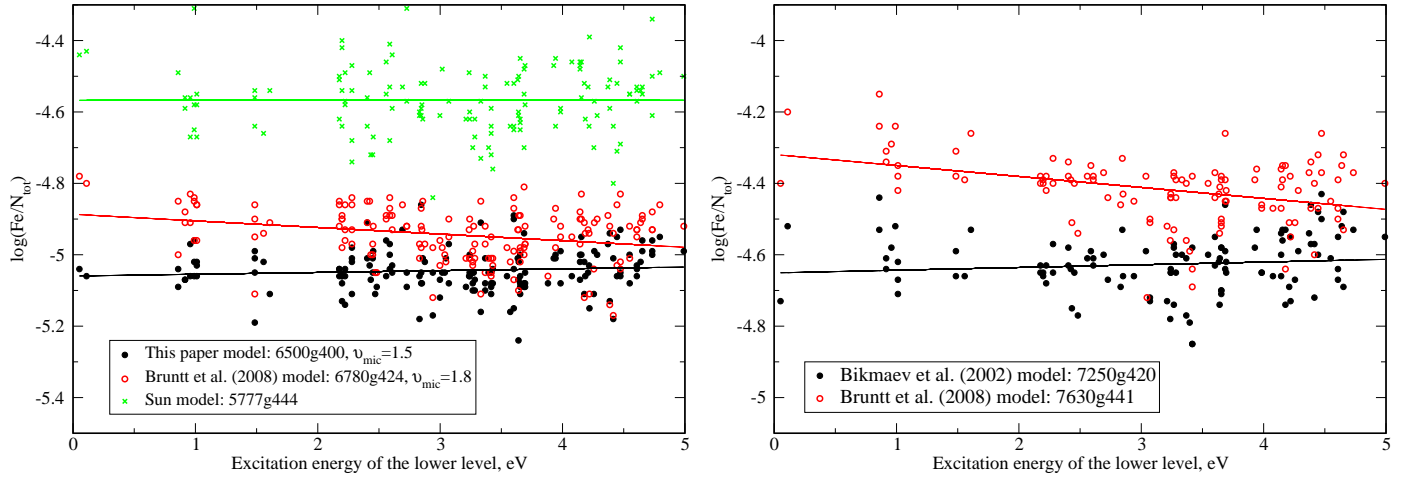 log(Fe/N_tot)
-4.4
-4.6
-4.8
-5.0
-5.2
-5.4
0 1 2 3 4 5
Excitation energy of the lower level, eV
This paper model: 6500g400, υ_mic=1.5
Bruntt et al. (2008) model: 6780g424, υ_mic=1.8
Sun model: 5777g444
log(Fe/N_tot)
-4
-4.2
-4.4
-4.6
-4.8
-5
0 1 2 3 4 5
Excitation energy of the lower level, eV
Bikmaev et al. (2002) model: 7250g420
Bruntt et al. (2008) model: 7630g441